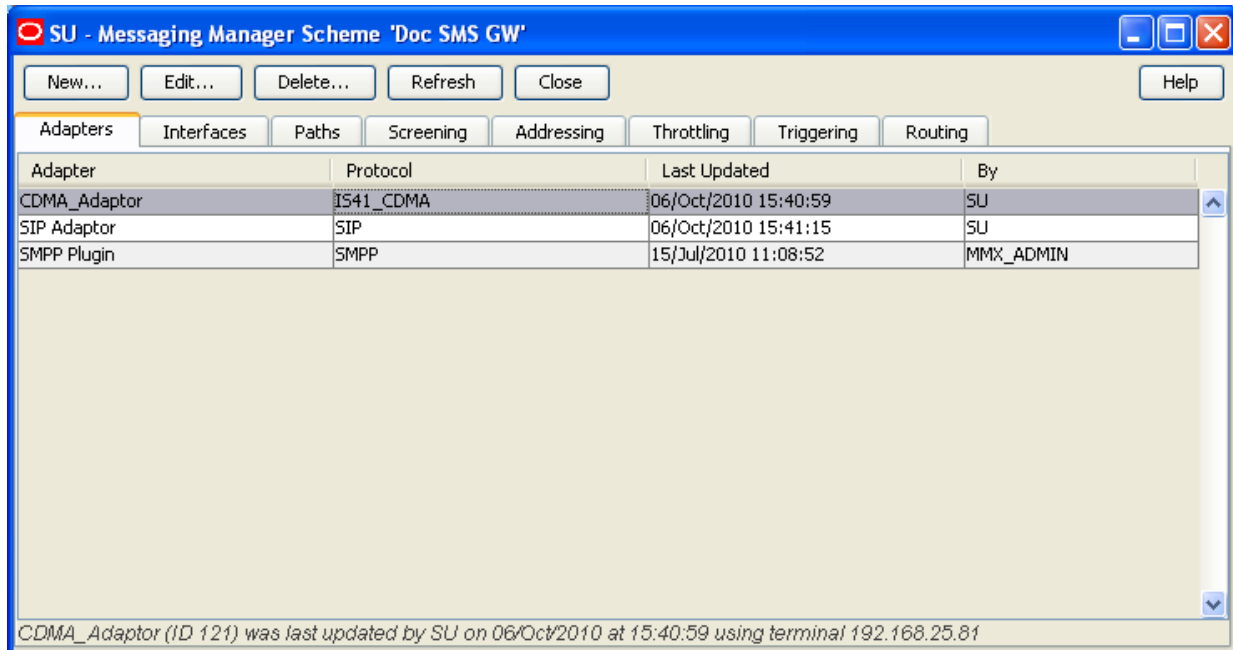 SU - Messaging Manager Scheme 'Doc SMS GW'
New... Edit... Delete... Refresh Close Help
Adapters Interfaces Paths Screening Addressing Throttling Triggering Routing
Adapter Protocol Last Updated By
CDMA_Adaptor IS41_CDMA 06/Oct/2010 15:40:59 SU
SIP Adaptor SIP 06/Oct/2010 15:41:15 SU
SMPP Plugin SMPP 15/Jul/2010 11:08:52 MMX_ADMIN
CDMA_Adaptor (ID 121) was last updated by SU on 06/Oct/2010 at 15:40:59 using terminal 192.168.25.81